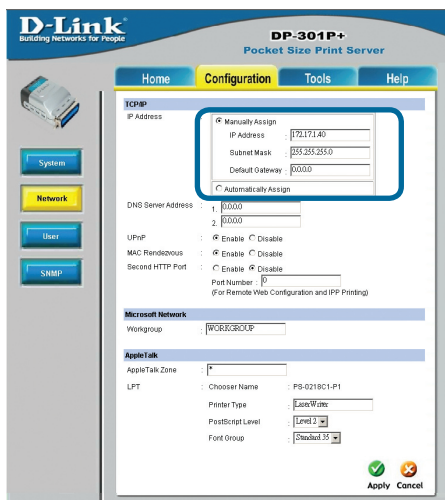 D-Link
Building Networks for People
DP-301P+
Pocket Size Print Server
Home Configuration Tools Help
System
Network
User
SNMP
TCP/IP
IP Address
Manually Assign
IP Address : 172.17.1.40
Subnet Mask : 255.255.255.0
Default Gateway : 0.0.0.0
Automatically Assign
DNS Server Address : 1. 0.0.0.0
2. 0.0.0.0
UPnP : Enable Disable
MAC Rendezvous : Enable Disable
Second HTTP Port : Enable Disable
Port Number : 0
(For Remote Web Configuration and IPP Printing)
Microsoft Network
Workgroup : WORKGROUP
AppleTalk
AppleTalk Zone : *
LPT : Chooser Name : PS-0218C1-P1
Printer Type : LaserWriter
PostScript Level : Level 2
Font Group : Standard 35
Apply Cancel